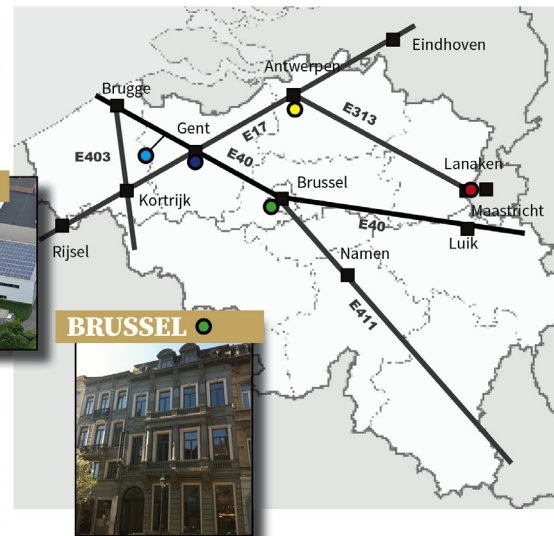 Eindhoven
Antwerpen
Brugge
E313
Gent
E17
E403
E40
Lanaken
Brussel
Kortrijk
Maastricht
E40
Rijsel
Luik
Namen
E411
BRUSSEL